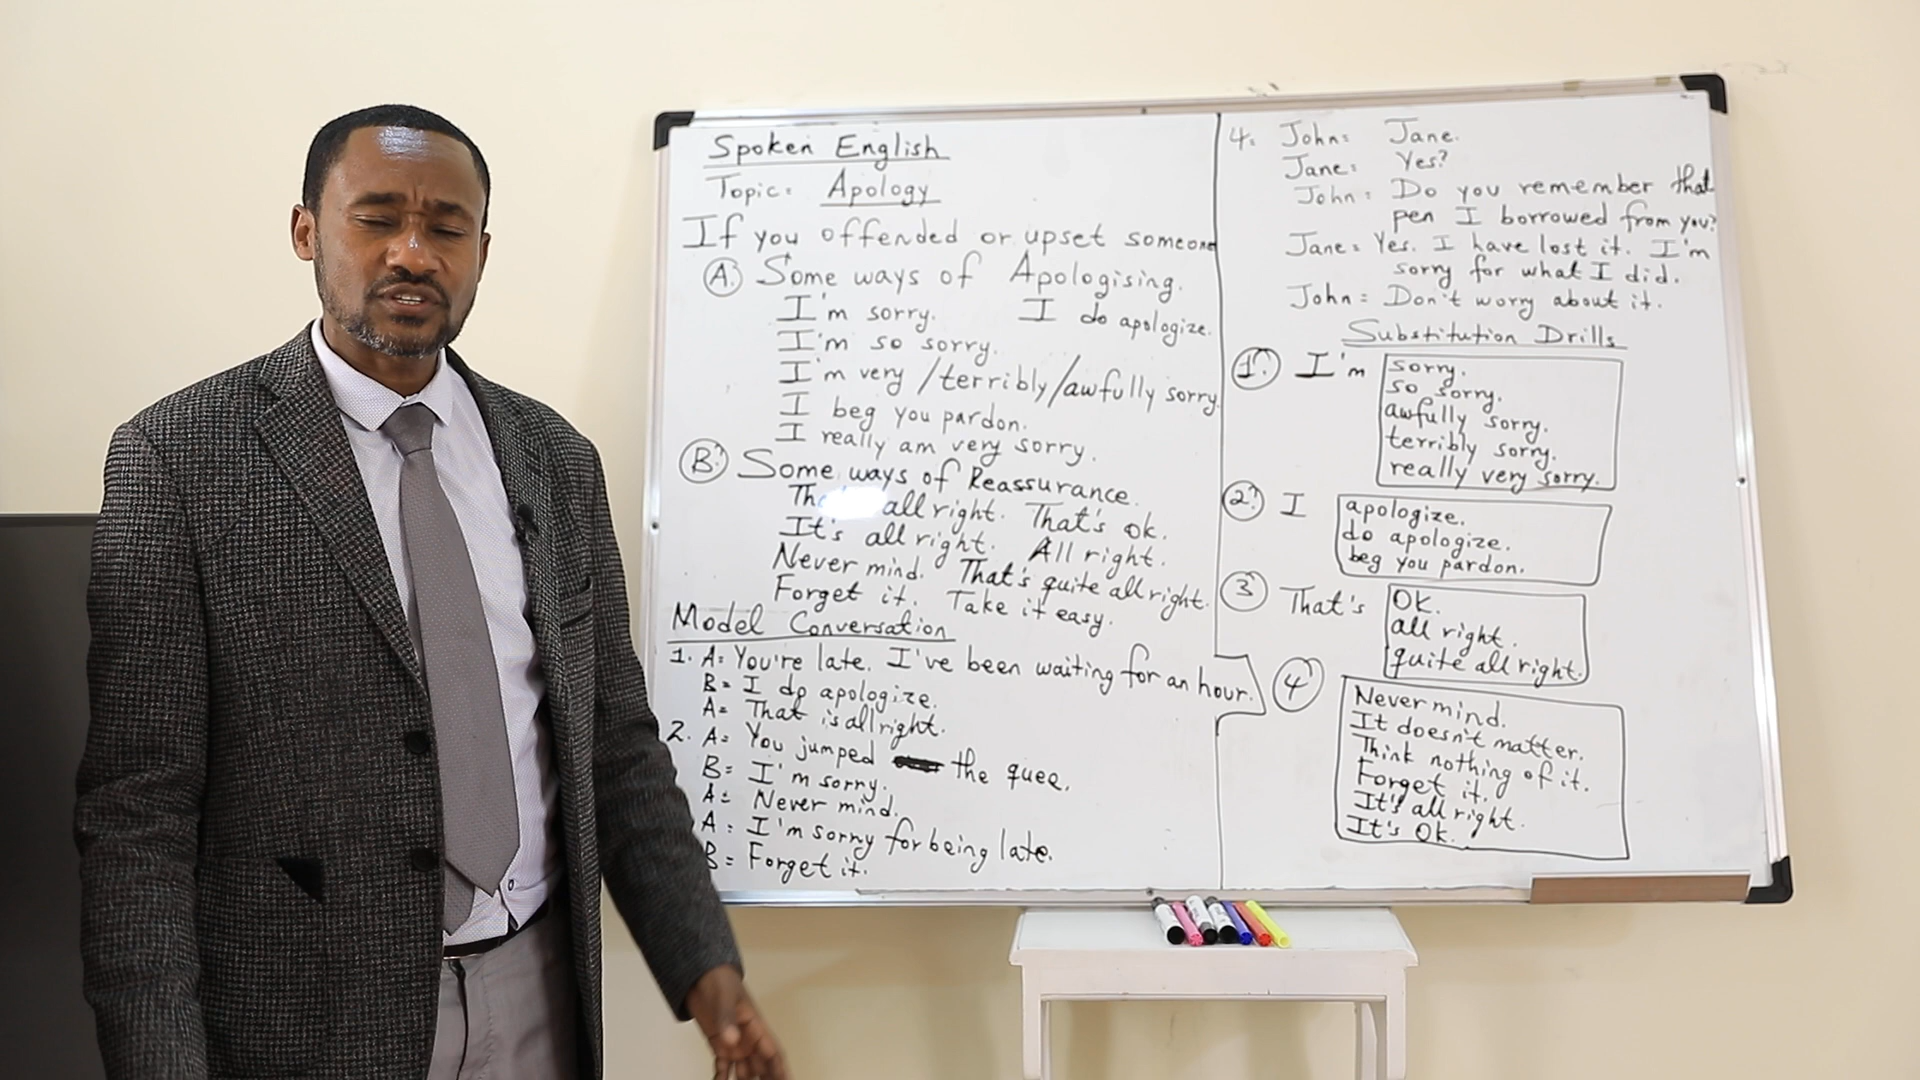 Spoken English
Topic: Apology
If you offended or upset someone
A. Some ways of Apologising.
I'm sorry. I do apologize.
I'm so sorry.
I'm very /terribly/awfully sorry.
I beg you pardon.
I really am very sorry.
B. Some ways of Reassurance.
all right. That's ok.
It's all right. All right.
Never mind. That's quite all right.
Forget it. Take it easy.
Model Conversation
1. A: You're late. I've been waiting for an hour.
B: I do apologize.
A: That is all right.
2. A: You jumped the quee.
B: I'm sorry.
A: Never mind.
A: I'm sorry for being late.
B: Forget it.
4. John: Jane.
Jane: Yes?
John: Do you remember that
pen I borrowed from you?
Jane: Yes. I have lost it. I'm
sorry for what I did.
John: Don't worry about it.
Substitution Drills
1. I'm sorry.
so sorry.
awfully sorry.
terribly sorry.
really very sorry.
2. I apologize.
do apologize.
beg you pardon.
3 That's OK.
all right.
quite all right.
4 Never mind.
It doesn't matter.
Think nothing of it.
Forget it.
It's all right.
It's Ok.